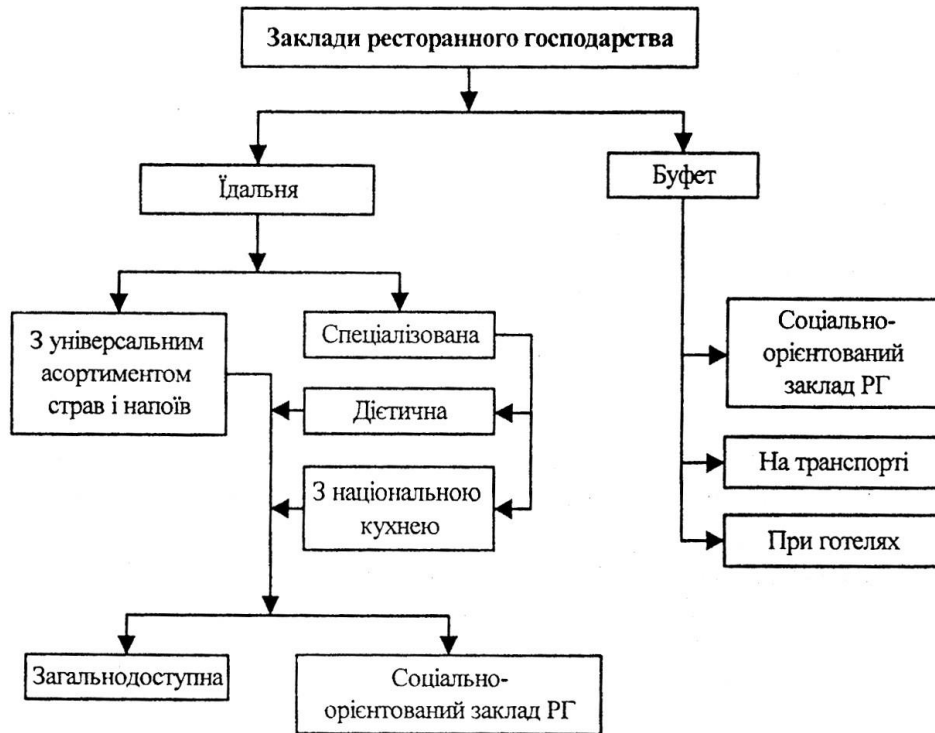 Заклади ресторанного господарства
Їдальня
Буфет
З універсальним
асортиментом
страв і напоїв
Спеціалізована
Дієтична
З національною
кухнею
Соціально-
орієнтований
заклад РГ
На транспорті
При готелях
Загальнодоступна
Соціально-
орієнтований заклад РГ